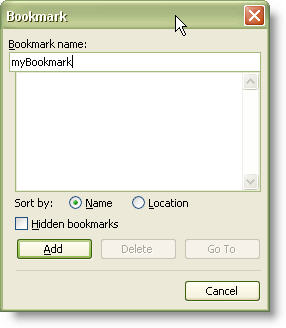 Bookmark
Bookmark name:
myBookmark
Sort by: Name Location
Hidden bookmarks
Add Delete Go To
Cancel